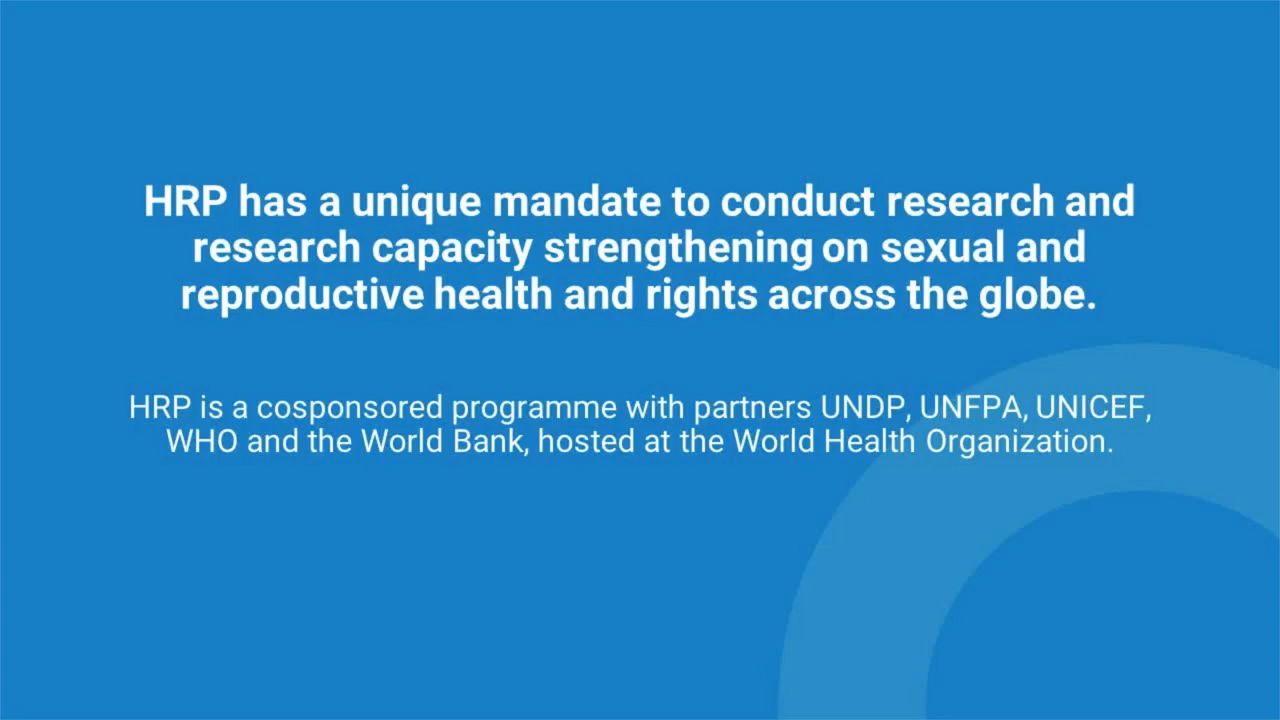 HRP has a unique mandate to conduct research and
research capacity strengthening on sexual and
reproductive health and rights across the globe.
HRP is a cosponsored programme with partners UNDP, UNFPA, UNICEF,
WHO and the World Bank, hosted at the World Health Organization.